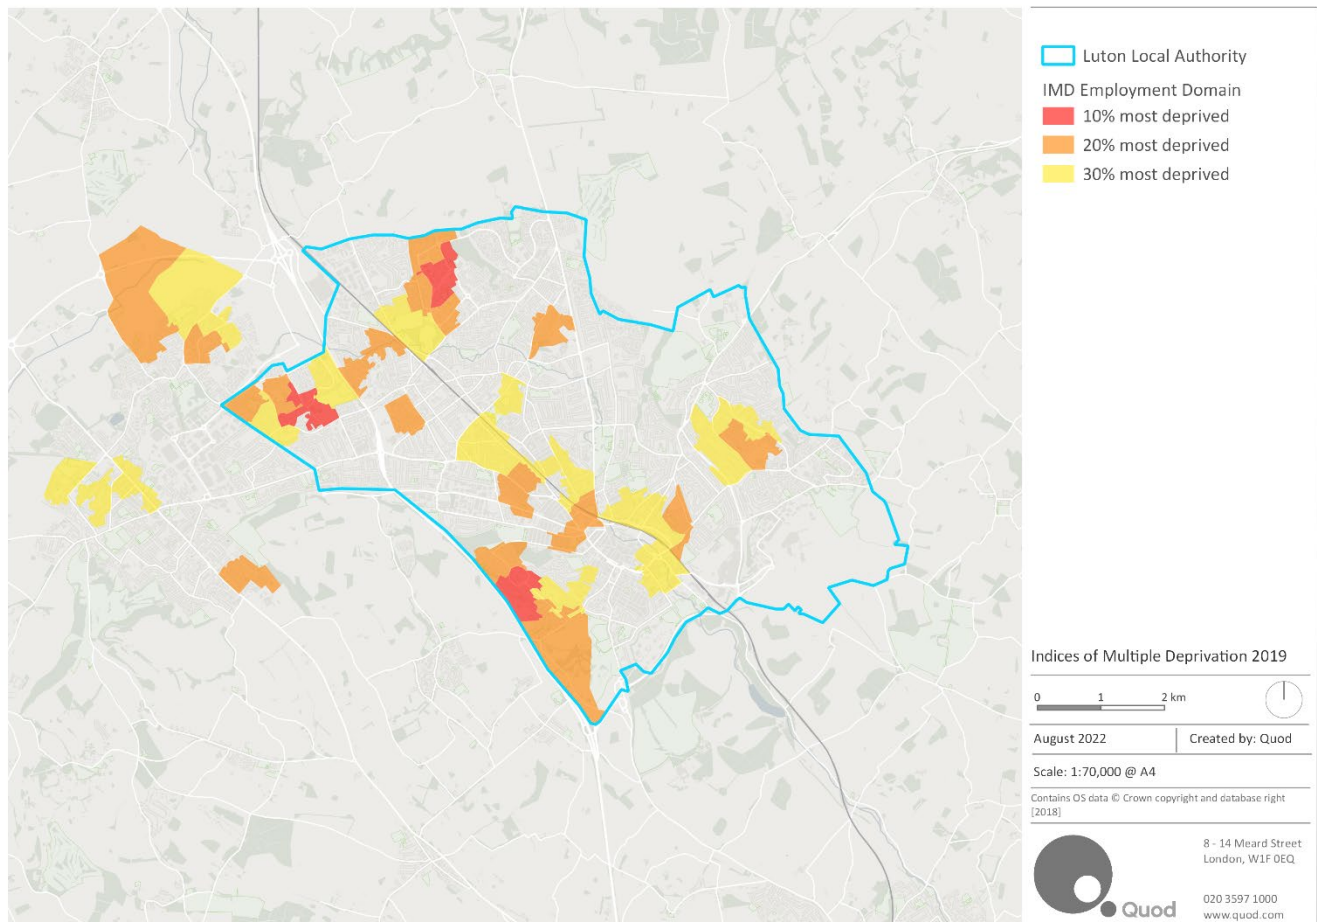 Luton Local Authority
IMD Employment Domain
10% most deprived
20% most deprived
30% most deprived
Indices of Multiple Deprivation 2019
0 1 2 km
August 2022 Created by: Quod
Scale: 1:70,000 @ A4
Contains OS data © Crown copyright and database right
[2018]
8 - 14 Meard Street
London, W1F 0EQ
Quod
020 3597 1000
www.quod.com